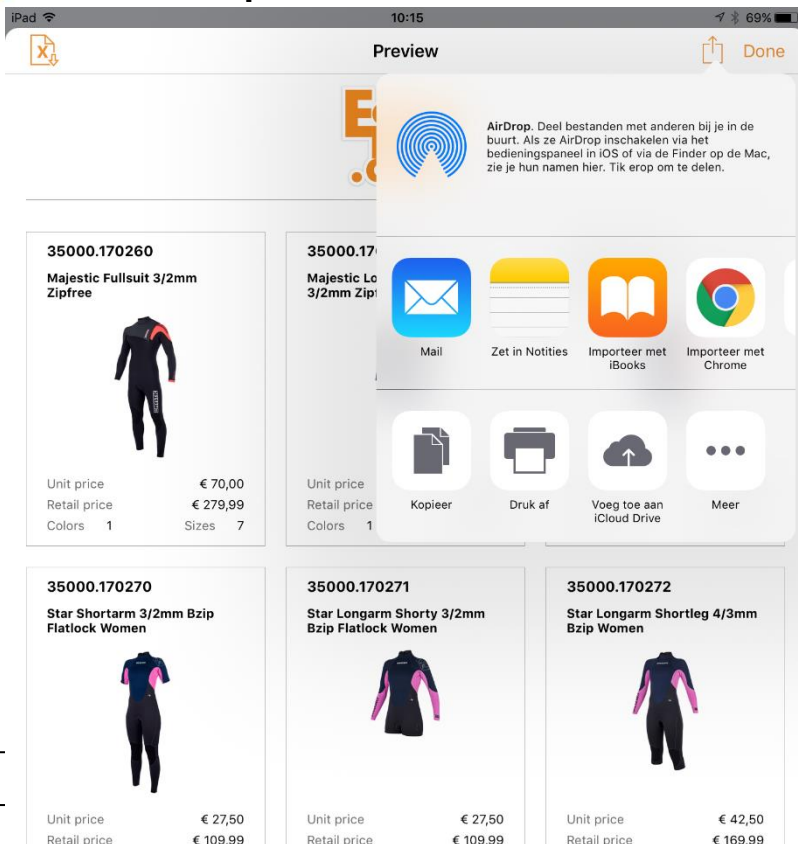 iPad 10:15 69%
Preview Done
AirDrop. Deel bestanden met anderen bij je in de
buurt. Als ze AirDrop inschakelen via het
bedieningspaneel in iOS of via de Finder op de Mac,
zie je hun namen hier. Tik erop om te delen.
Mail
Zet in Notities
Importeer met
iBooks
Importeer met
Chrome
Kopieer
Druk af
Voeg toe aan
iCloud Drive
Meer
35000.170260
Majestic Fullsuit 3/2mm
Zipfree
Unit price € 70,00
Retail price € 279,99
Colors 1 Sizes 7
35000.17
Majestic Lo
3/2mm Zip
Unit price
Retail price
Colors 1
35000.170270
Star Shortarm 3/2mm Bzip
Flatlock Women
Unit price € 27,50
Retail price € 109,99
35000.170271
Star Longarm Shorty 3/2mm
Bzip Flatlock Women
Unit price € 27,50
Retail price € 109,99
35000.170272
Star Longarm Shortleg 4/3mm
Bzip Women
Unit price € 42,50
Retail price € 169,99